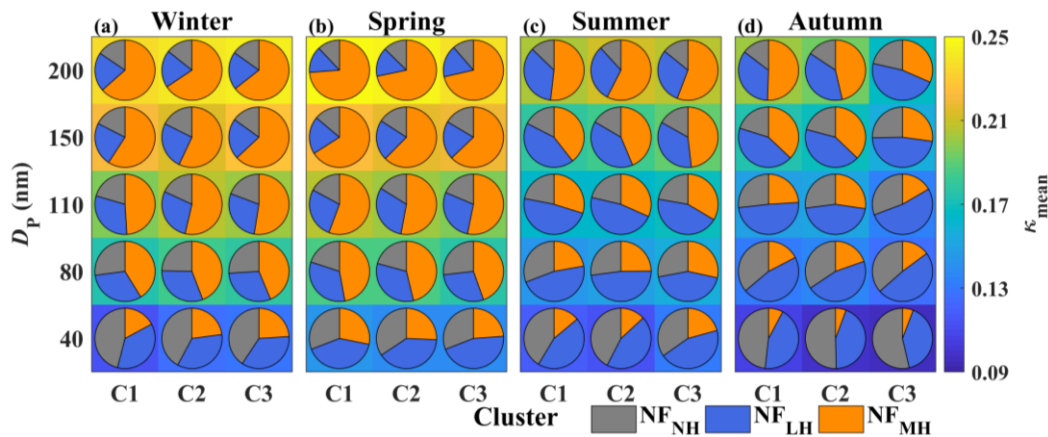 (a) Winter (b) Spring (c) Summer (d) Autumn
200
150
110
80
40
D_P (nm)
C1 C2 C3 C1 C2 C3 C1 C2 C3 C1 C2 C3
Cluster NF_NH NF_LH NF_MH
0.25
0.21
0.17
0.13
0.09
κ_mean